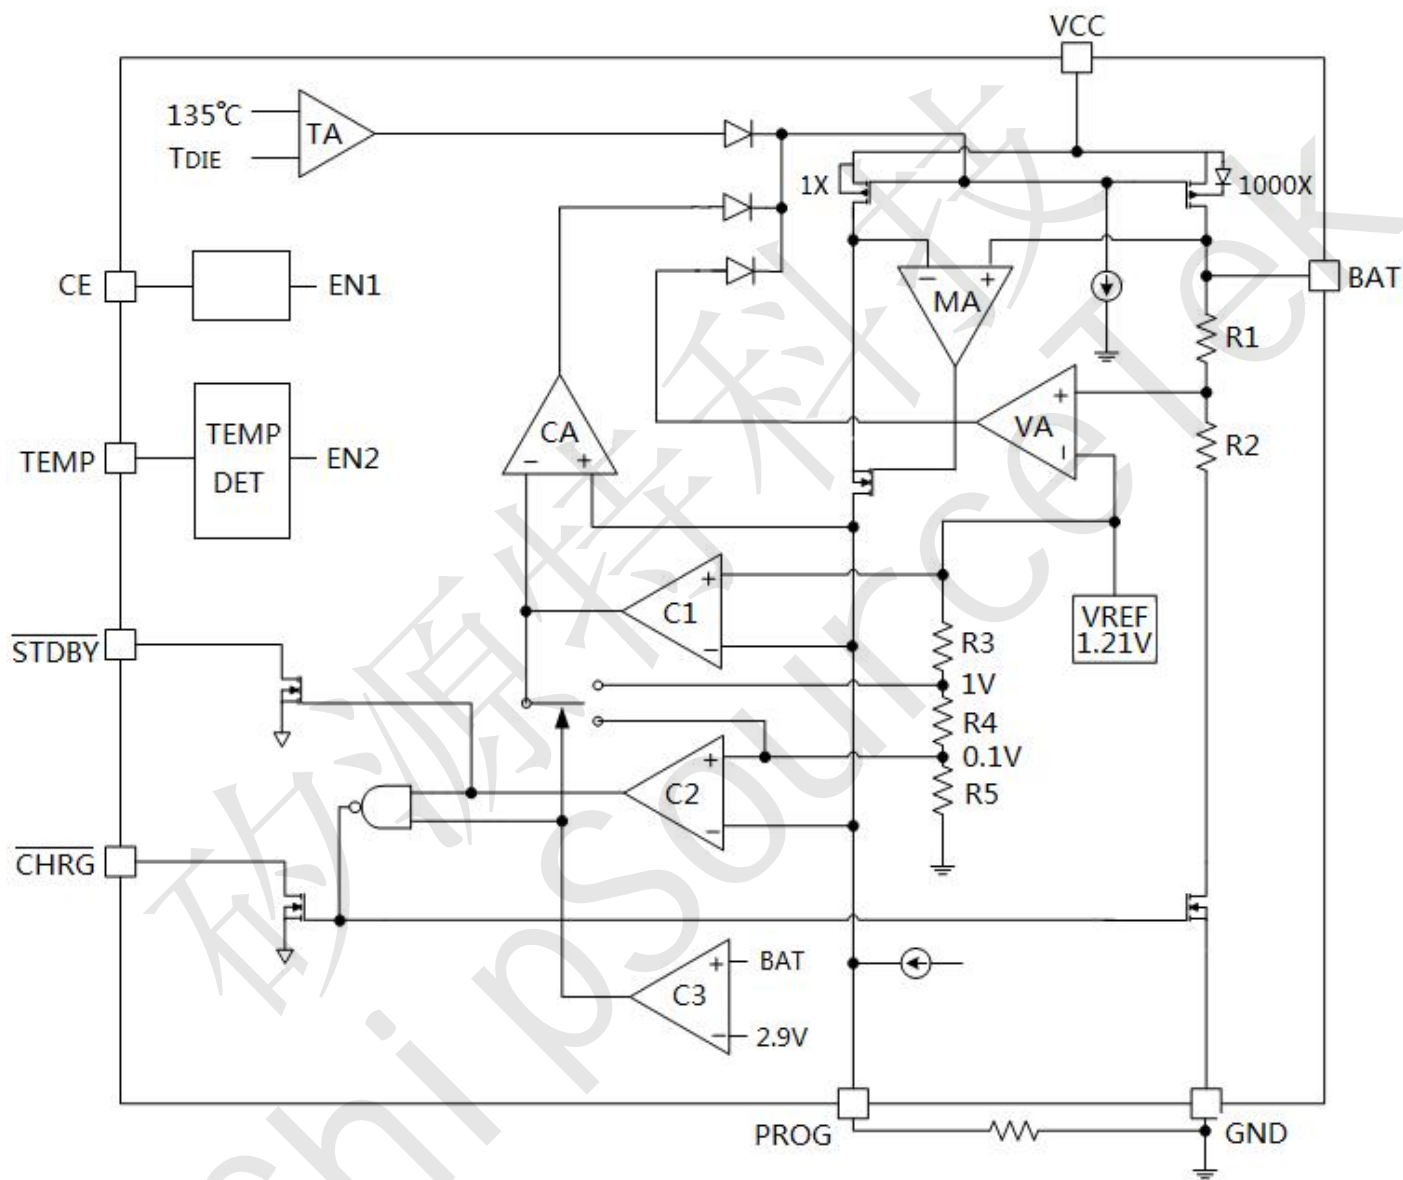 VCC
135℃
TA
TDIE
1X
1000X
CE
EN1
MA
− +
BAT
R1
TEMP
TEMP
DET
EN2
CA
− +
VA
+
−
R2
C1
+
−
VREF
1.21V
STDBY
R3
1V
R4
0.1V
R5
C2
+
−
CHRG
C3
+
−
BAT
2.9V
PROG
GND
矽源特科技
ChipSourceTek